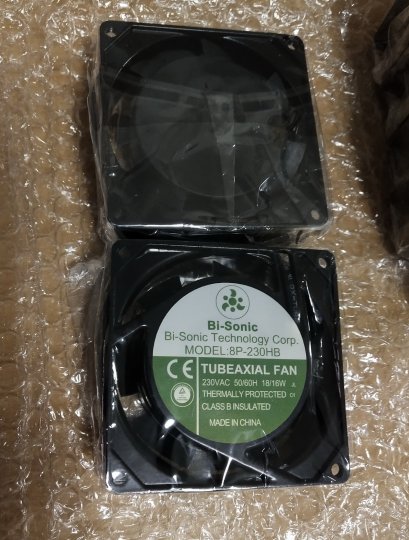 Bi-Sonic
Bi-Sonic Technology Corp.
MODEL:8P-230HB
CE TUBEAXIAL FAN
230VAC 50/60H 18/16W
THERMALLY PROTECTED
CLASS B INSULATED
MADE IN CHINA